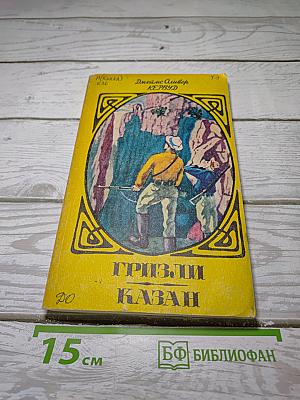 Джеймс Оливер
КЕРВУД
ГРИЗЛИ
КАЗАН
15 см
БФ БИБЛИОФАН